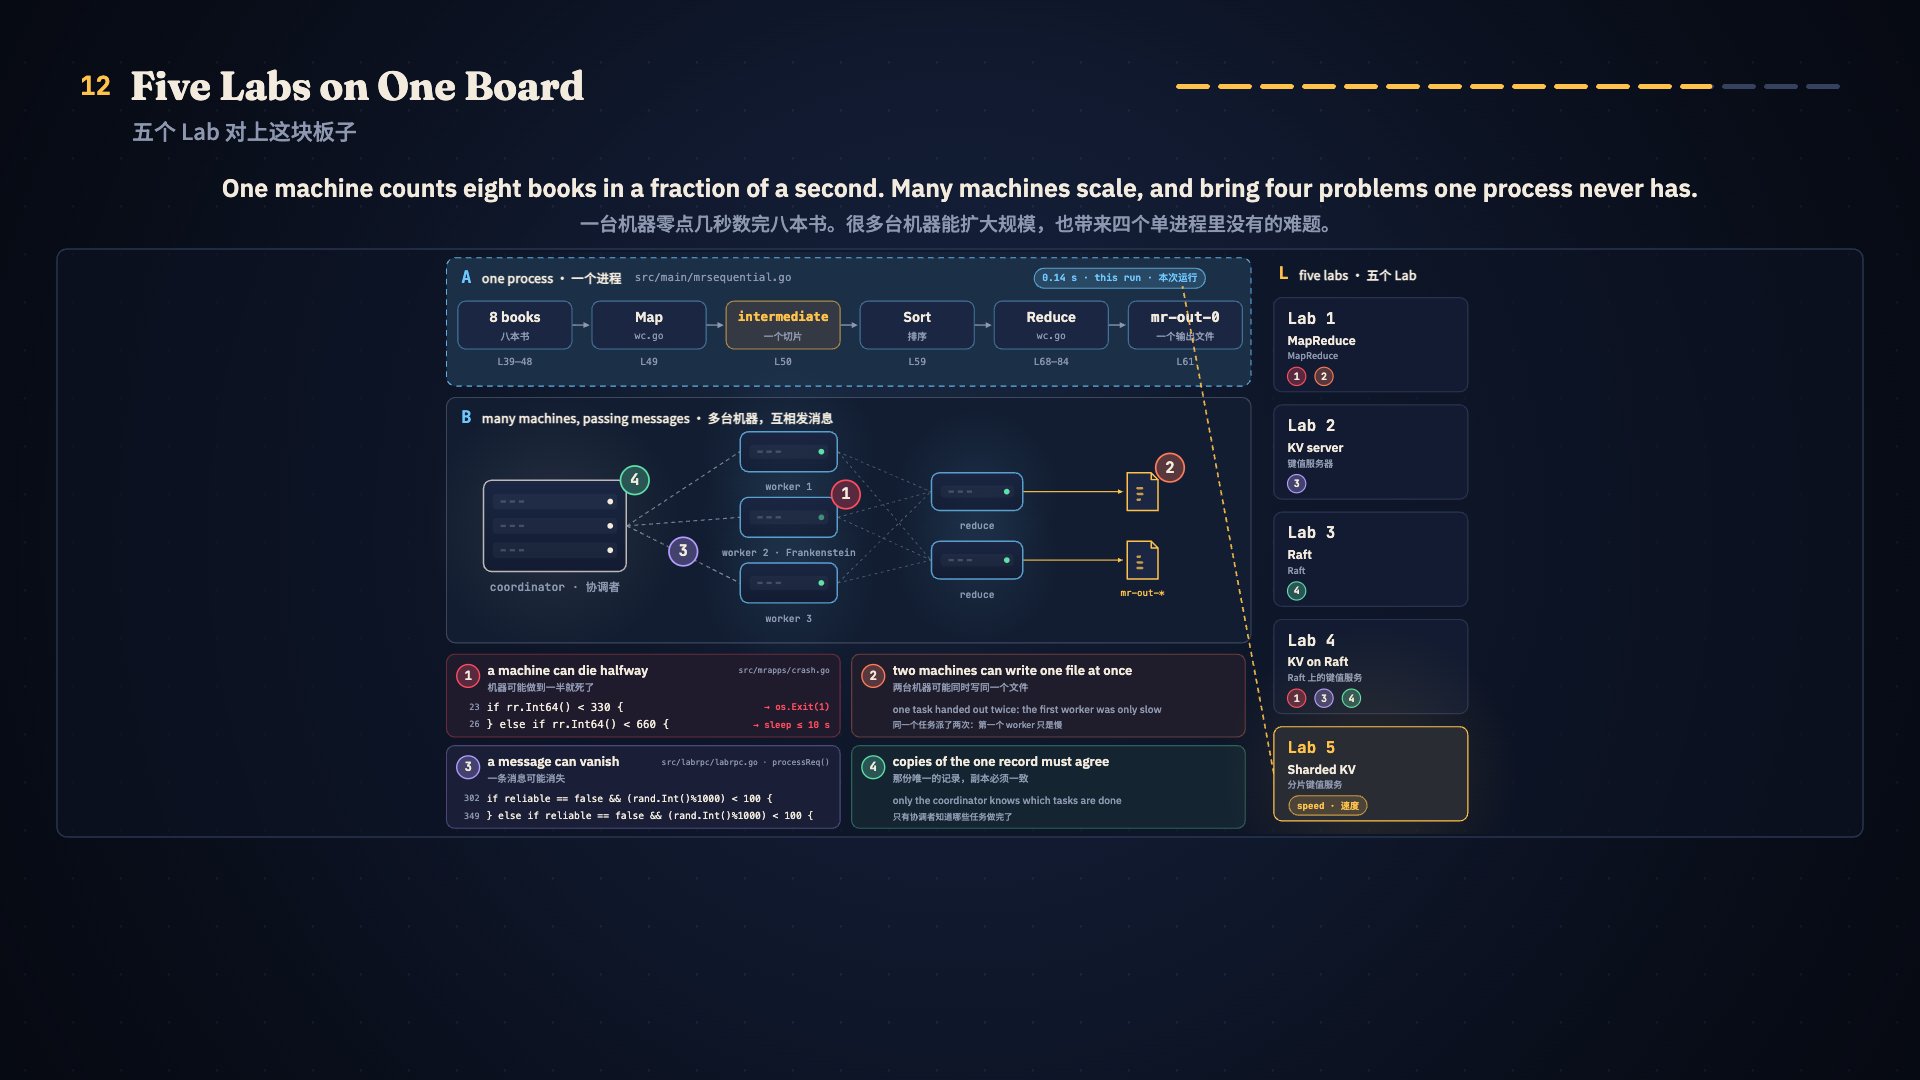 12 Five Labs on One Board
五个 Lab 对上这块板子
One machine counts eight books in a fraction of a second. Many machines scale, and bring four problems one process never has.
一台机器零点几秒数完八本书。很多台机器能扩大规模，也带来四个单进程里没有的难题。
A one process • 一个进程 src/main/mrsequential.go
0.14 s · this run · 本次运行
8 books
八本书
L39–48
Map
wc.go
L49
intermediate
一个切片
L50
Sort
排序
L59
Reduce
wc.go
L68–84
mr-out-0
一个输出文件
L61
B many machines, passing messages • 多台机器，互相发消息
4
coordinator · 协调者
3
worker 1
1
worker 2 · Frankenstein
worker 3
reduce
reduce
2
mr-out-*
1 a machine can die halfway src/mrapps/crash.go
机器可能做到一半就死了
23 if rr.Int64() < 330 { → os.Exit(1)
26 } else if rr.Int64() < 660 { → sleep ≤ 10 s
2 two machines can write one file at once
两台机器可能同时写同一个文件
one task handed out twice: the first worker was only slow
同一个任务派了两次：第一个 worker 只是慢
3 a message can vanish src/labrpc/labrpc.go · processReq()
一条消息可能消失
302 if reliable == false && (rand.Int()%1000) < 100 {
349 } else if reliable == false && (rand.Int()%1000) < 100 {
4 copies of the one record must agree
那份唯一的记录，副本必须一致
only the coordinator knows which tasks are done
只有协调者知道哪些任务做完了
L five labs • 五个 Lab
Lab 1
MapReduce
MapReduce
1 2
Lab 2
KV server
键值服务器
3
Lab 3
Raft
Raft
4
Lab 4
KV on Raft
Raft 上的键值服务
1 3 4
Lab 5
Sharded KV
分片键值服务
speed · 速度